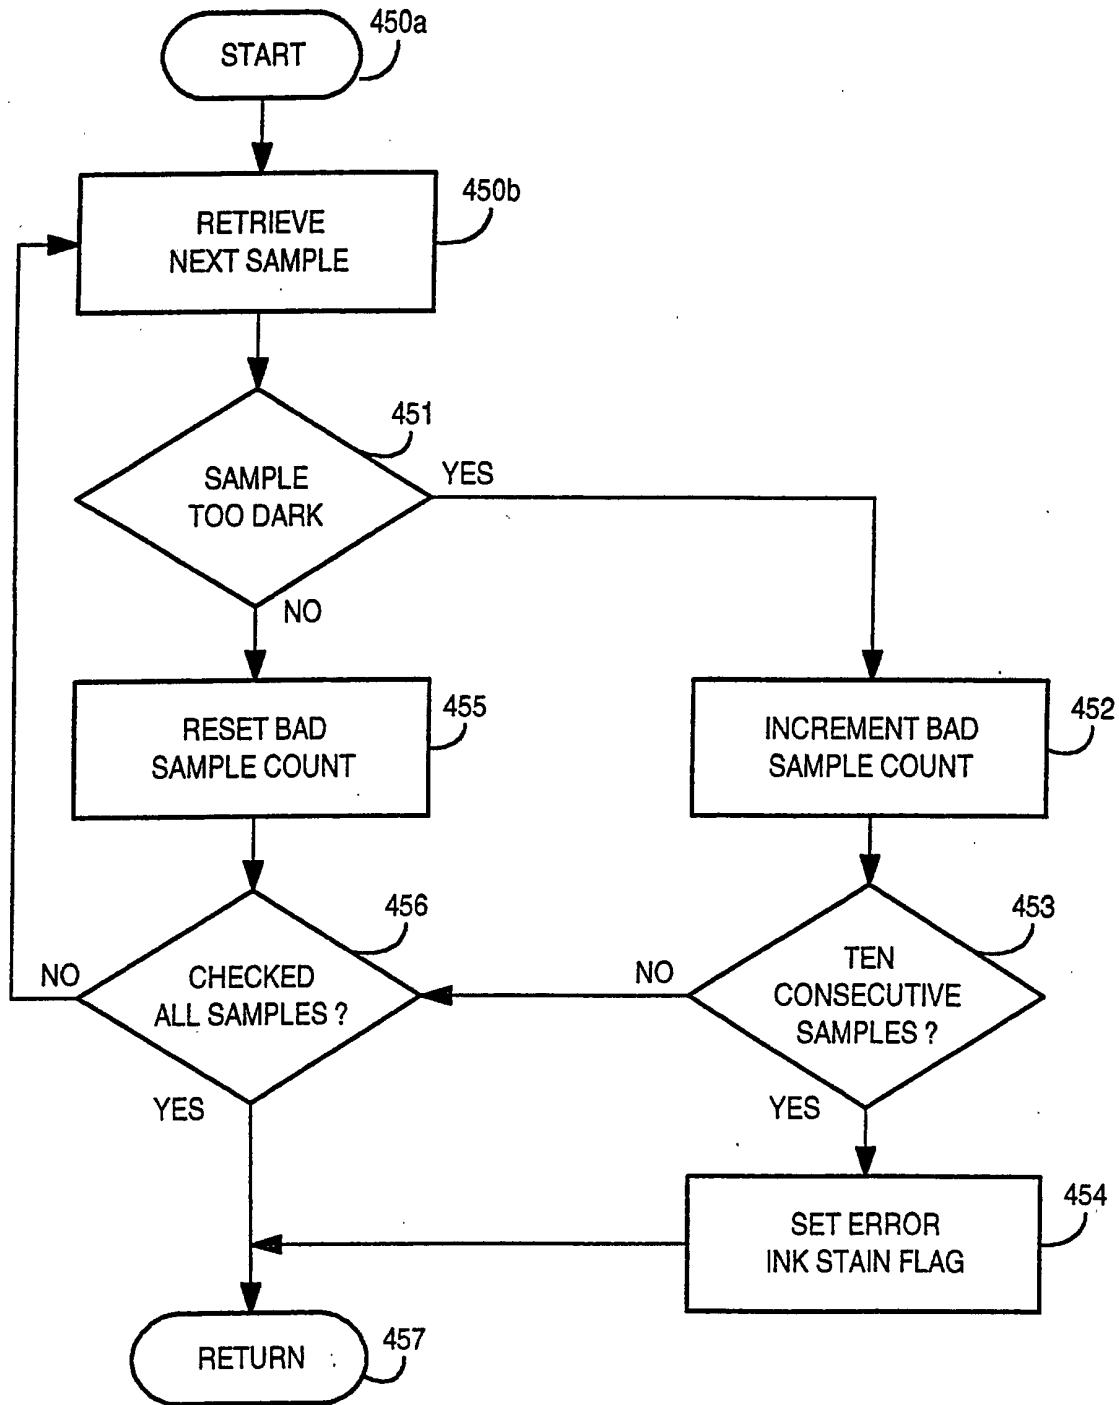 START
450a
RETRIEVE
NEXT SAMPLE
450b
SAMPLE
TOO DARK
451
YES
NO
RESET BAD
SAMPLE COUNT
455
INCREMENT BAD
SAMPLE COUNT
452
CHECKED
ALL SAMPLES ?
456
NO
YES
TEN
CONSECUTIVE
SAMPLES ?
453
NO
YES
SET ERROR
INK STAIN FLAG
454
RETURN
457